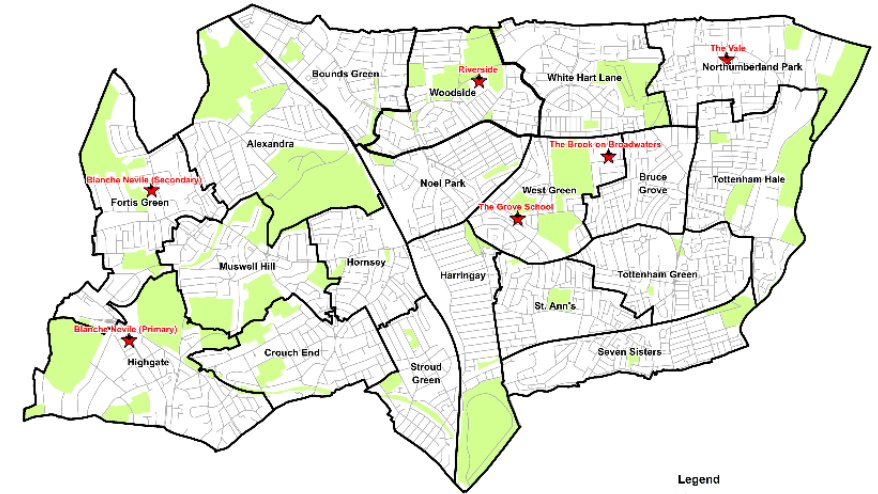 The Vale
Northumberland Park
Bounds Green
Riverside
Woodside
White Hart Lane
Alexandra
The Brook on Broadwaters
Noel Park
West Green
Bruce
Grove
Tottenham Hale
Blanche Nevile (Secondary)
Fortis Green
The Grove School
Muswell Hill
Hornsey
Harringay
Tottenham Green
St. Ann's
Blanche Nevile (Primary)
Highgate
Crouch End
Stroud
Green
Seven Sisters
Legend